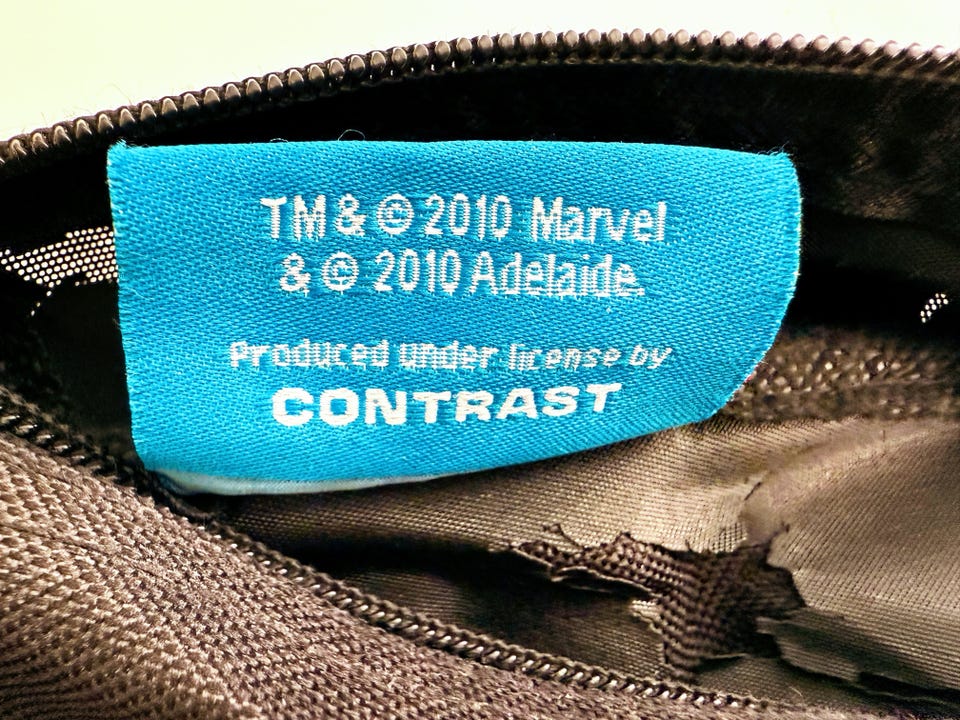 TM & © 2010 Marvel
& © 2010 Adelaide.
Produced under license by
CONTRAST